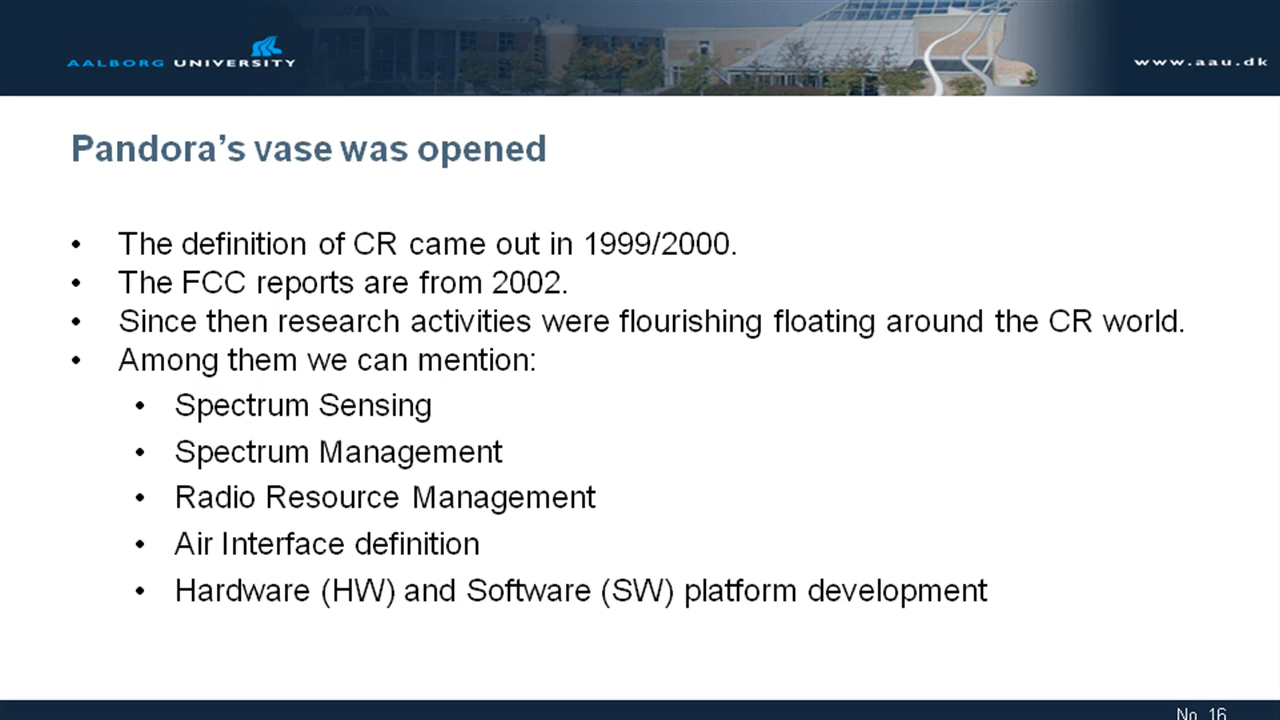 AALBORG UNIVERSITY
www.aau.dk
Pandora's vase was opened
• The definition of CR came out in 1999/2000.
• The FCC reports are from 2002.
• Since then research activities were flourishing floating around the CR world.
• Among them we can mention:
• Spectrum Sensing
• Spectrum Management
• Radio Resource Management
• Air Interface definition
• Hardware (HW) and Software (SW) platform development
No. 16